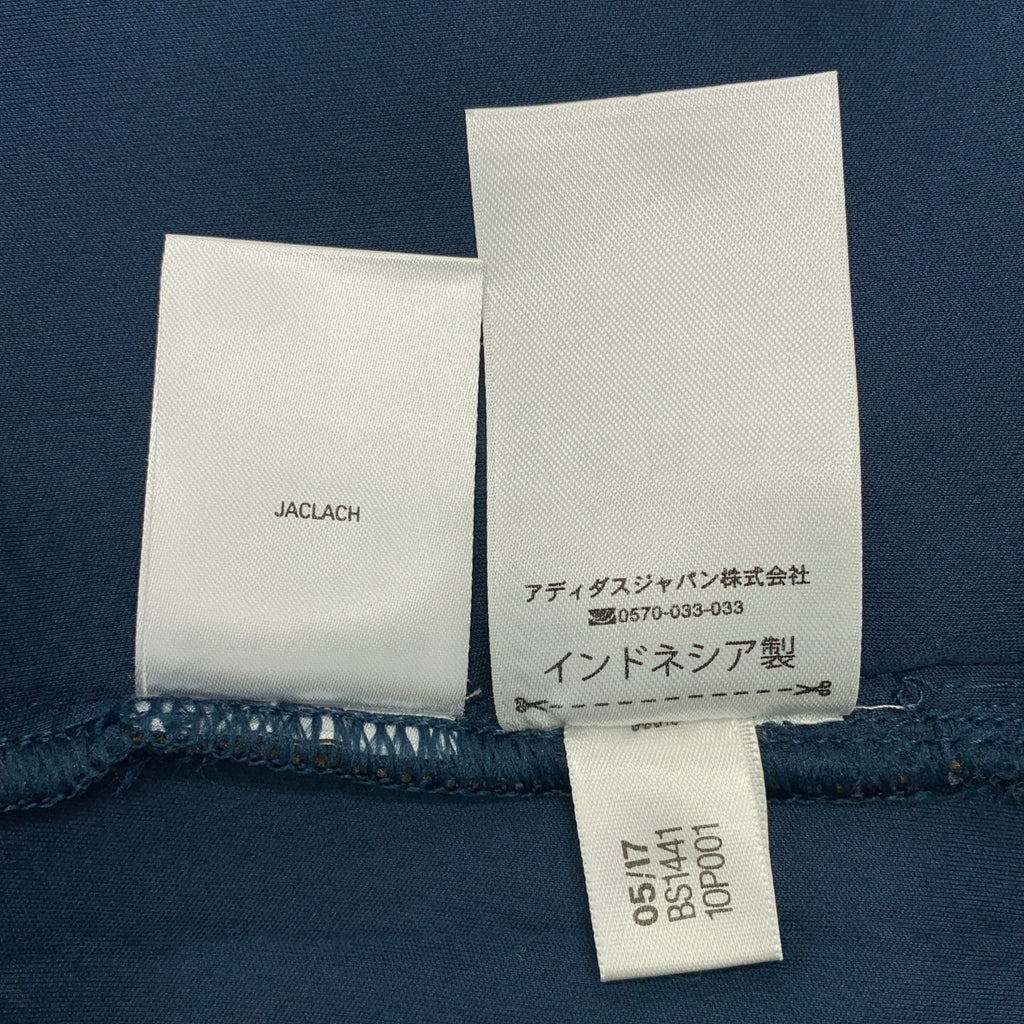 JACLACH
アディダスジャパン株式会社
0570-033-033
インドネシア製
05/17
BS1441
10P001